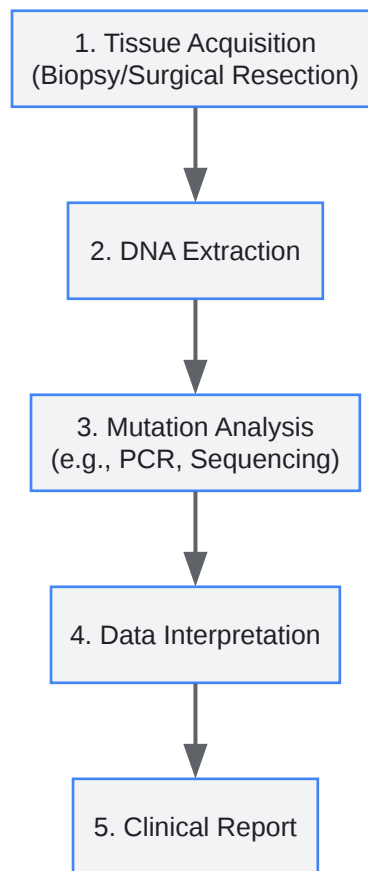 1. Tissue Acquisition
(Biopsy/Surgical Resection)
2. DNA Extraction
3. Mutation Analysis
(e.g., PCR, Sequencing)
4. Data Interpretation
5. Clinical Report